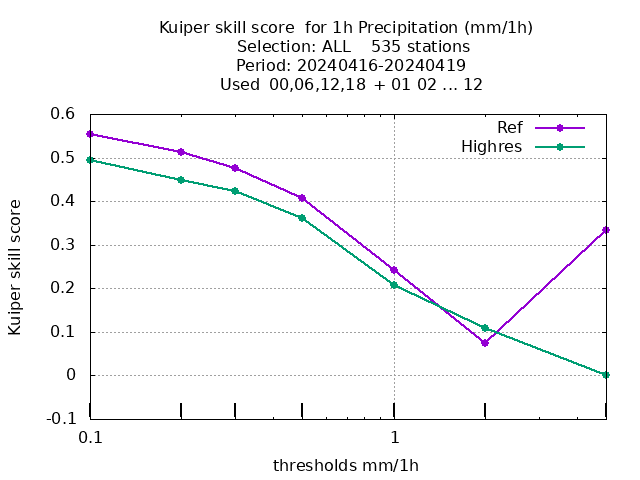 Kuiper skill score  for 1h Precipitation (mm/1h)
Selection: ALL    535 stations
Period: 20240416-20240419
Used  00,06,12,18  + 01 02 ... 12
Ref
Highres
Kuiper skill score
0.6
0.5
0.4
0.3
0.2
0.1
0
-0.1
0.1
1
thresholds mm/1h